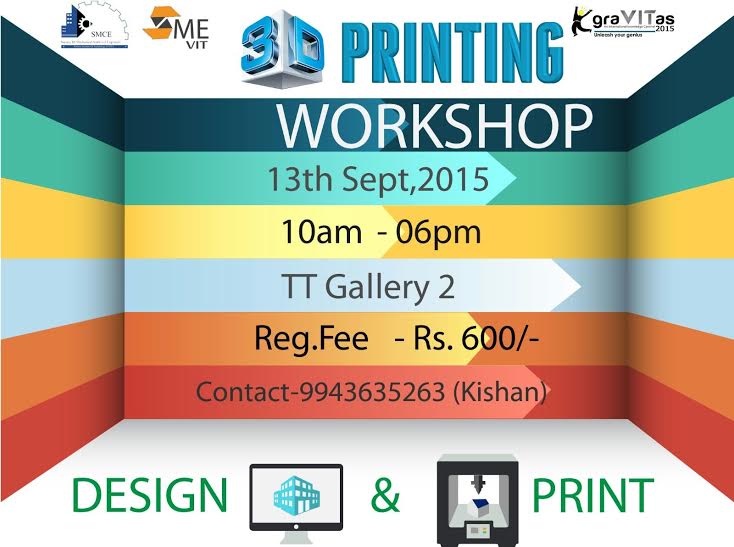 SMCE
SME
VIT
3D PRINTING
graVITas
2015
Unleash your genius
WORKSHOP
13th Sept,2015
10am - 06pm
TT Gallery 2
Reg.Fee - Rs. 600/-
Contact-9943635263 (Kishan)
DESIGN & PRINT